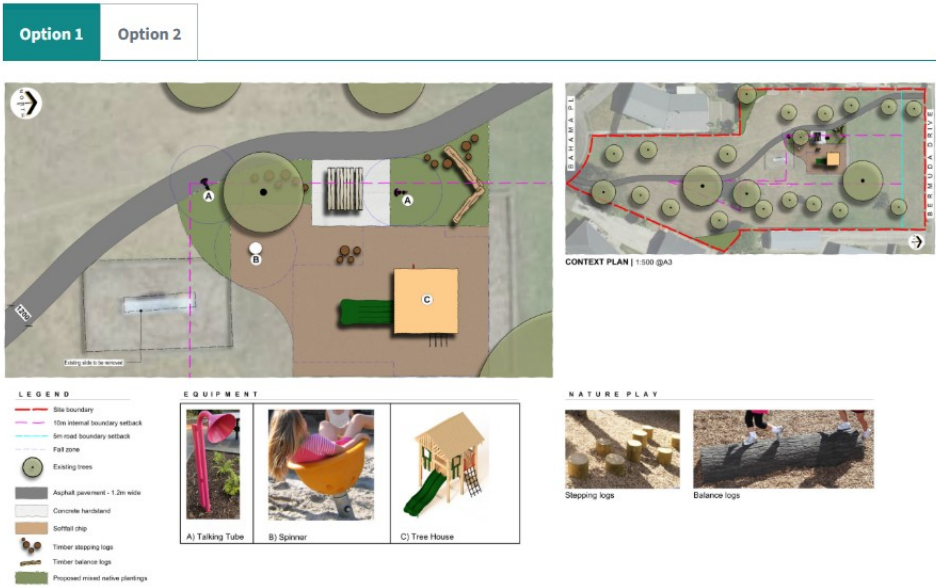 Option 1
Option 2
NORTH
A
A
B
C
1200
Existing slide to be removed
BAHAMA PL
BERMUDA DRIVE
CONTEXT PLAN | 1:500 @A3
LEGEND
Site boundary
10m internal boundary setback
5m road boundary setback
Fall zone
Existing trees
Asphalt pavement - 1.2m wide
Concrete hardstand
Softfall chip
Timber stepping logs
Timber balance logs
Proposed mixed native plantings
EQUIPMENT
A) Talking Tube
B) Spinner
C) Tree House
NATURE PLAY
Stepping logs
Balance logs